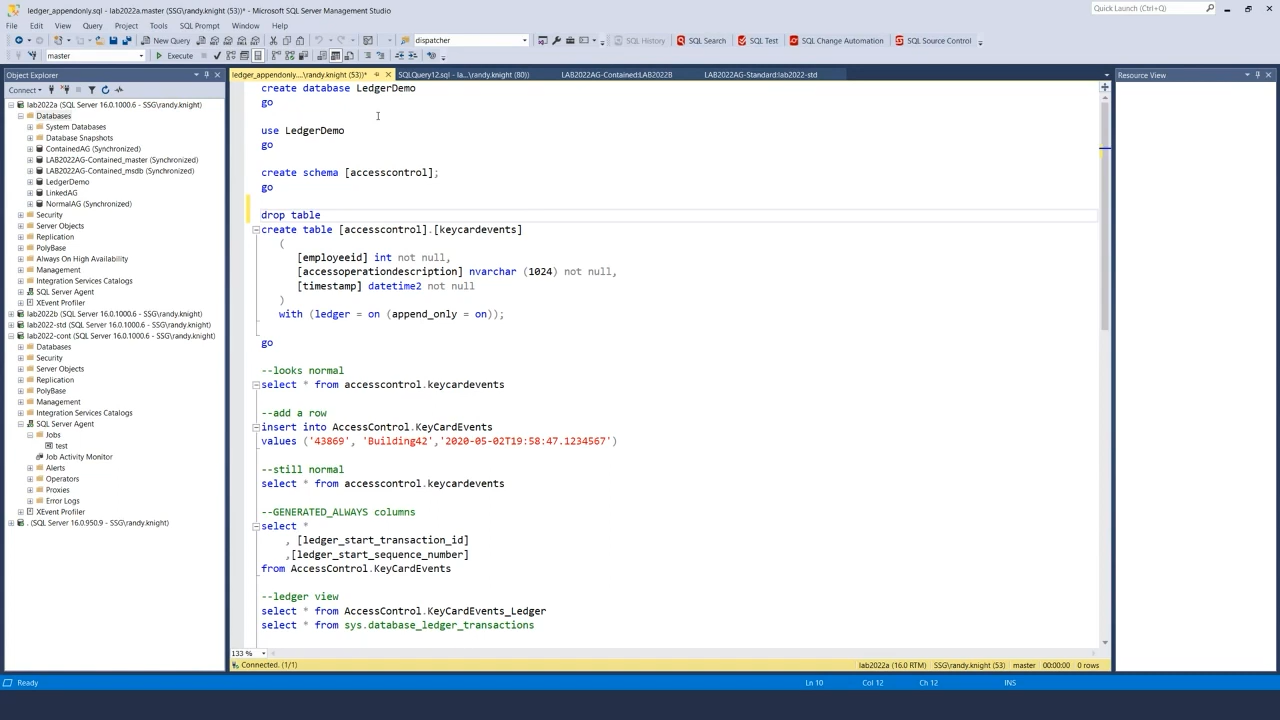 ledger_appendonly.sql - lab2022a.master (SSG\randy.knight (53))* - Microsoft SQL Server Management Studio
Quick Launch (Ctrl+Q)
File Edit View Query Project Tools SQL Prompt Window Help
New Query dispatcher SQL History SQL Search SQL Test SQL Change Automation SQL Source Control
master Execute
Object Explorer
Connect
lab2022a (SQL Server 16.0.1000.6 - SSG\randy.knight)
Databases
System Databases
Database Snapshots
ContainedAG (Synchronized)
LAB2022AG-Contained_master (Synchronized)
LAB2022AG-Contained_msdb (Synchronized)
LedgerDemo
LinkedAG
NormalAG (Synchronized)
Security
Server Objects
Replication
PolyBase
Always On High Availability
Management
Integration Services Catalogs
SQL Server Agent
XEvent Profiler
lab2022b (SQL Server 16.0.1000.6 - SSG\randy.knight)
lab2022-std (SQL Server 16.0.1000.6 - SSG\randy.knight)
lab2022-cont (SQL Server 16.0.1000.6 - SSG\randy.knight)
Databases
Security
Server Objects
Replication
PolyBase
Management
Integration Services Catalogs
SQL Server Agent
Jobs
test
Job Activity Monitor
Alerts
Operators
Proxies
Error Logs
XEvent Profiler
. (SQL Server 16.0.950.9 - SSG\randy.knight)
ledger_appendonly....\randy.knight (53))* SQLQuery12.sql - la...\randy.knight (80)) LAB2022AG-Contained:LAB2022B LAB2022AG-Standard:lab2022-std
create database LedgerDemo
go
use LedgerDemo
go
create schema [accesscontrol];
go
drop table
create table [accesscontrol].[keycardevents]
(
[employeeid] int not null,
[accessoperationdescription] nvarchar (1024) not null,
[timestamp] datetime2 not null
)
with (ledger = on (append_only = on));
go
--looks normal
select * from accesscontrol.keycardevents
--add a row
insert into AccessControl.KeyCardEvents
values ('43869', 'Building42','2020-05-02T19:58:47.1234567')
--still normal
select * from accesscontrol.keycardevents
--GENERATED_ALWAYS columns
select *
, [ledger_start_transaction_id]
,[ledger_start_sequence_number]
from AccessControl.KeyCardEvents
--ledger view
select * from AccessControl.KeyCardEvents_Ledger
select * from sys.database_ledger_transactions
133 %
Connected. (1/1) lab2022a (16.0 RTM) SSG\randy.knight (53) master 00:00:00 0 rows
Resource View
Ready Ln 10 Col 12 Ch 12 INS